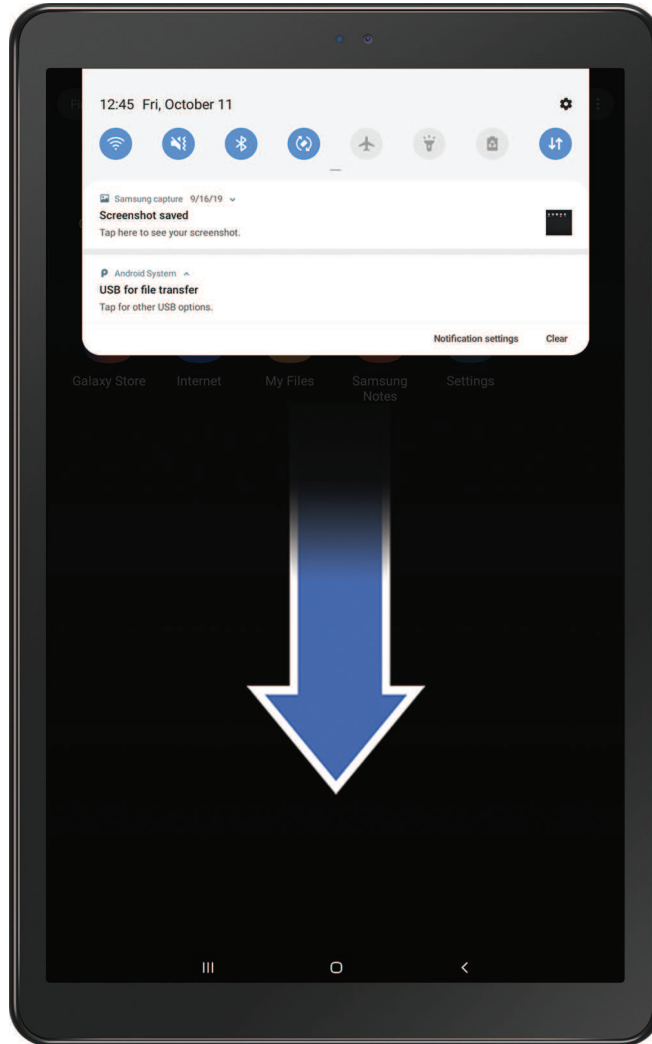 12:45 Fri, October 11
Samsung capture 9/16/19
Screenshot saved
Tap here to see your screenshot.
Android System
USB for file transfer
Tap for other USB options.
Notification settings Clear
Galaxy Store Internet My Files Samsung Notes Settings